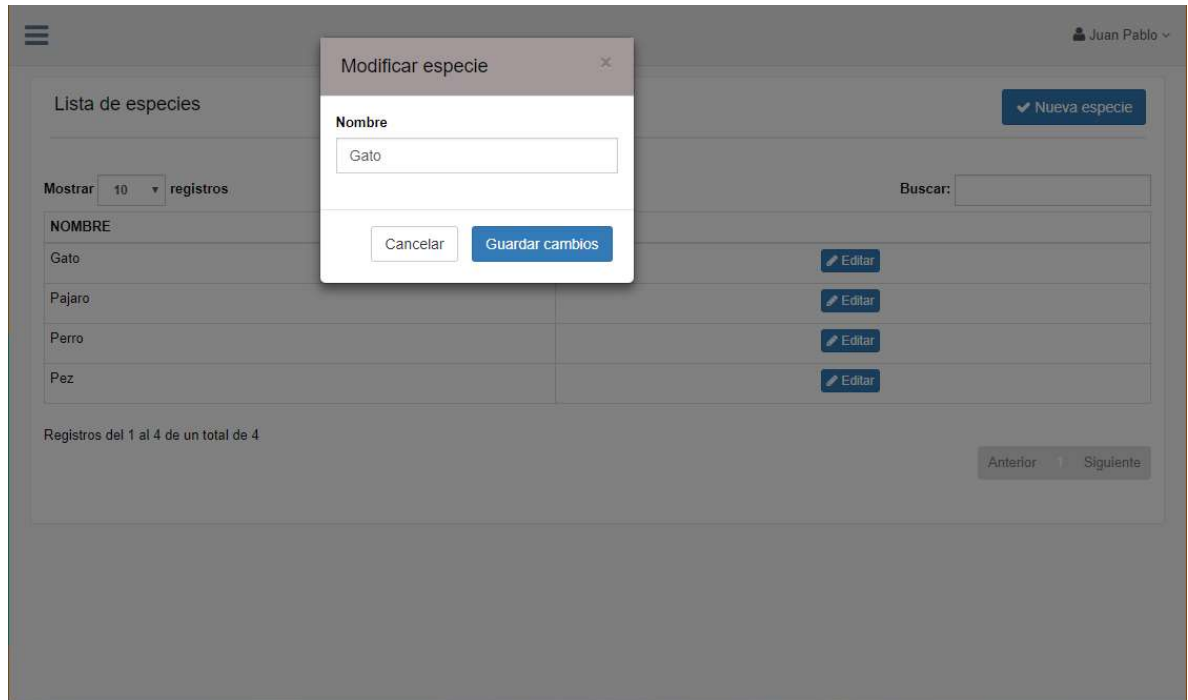 Juan Pablo
Modificar especie ×
Lista de especies
Nueva especie
Nombre
Gato
Mostrar 10 registros
Buscar:
NOMBRE
Cancelar Guardar cambios
Gato Editar
Pajaro Editar
Perro Editar
Pez Editar
Registros del 1 al 4 de un total de 4
Anterior 1 Siguiente